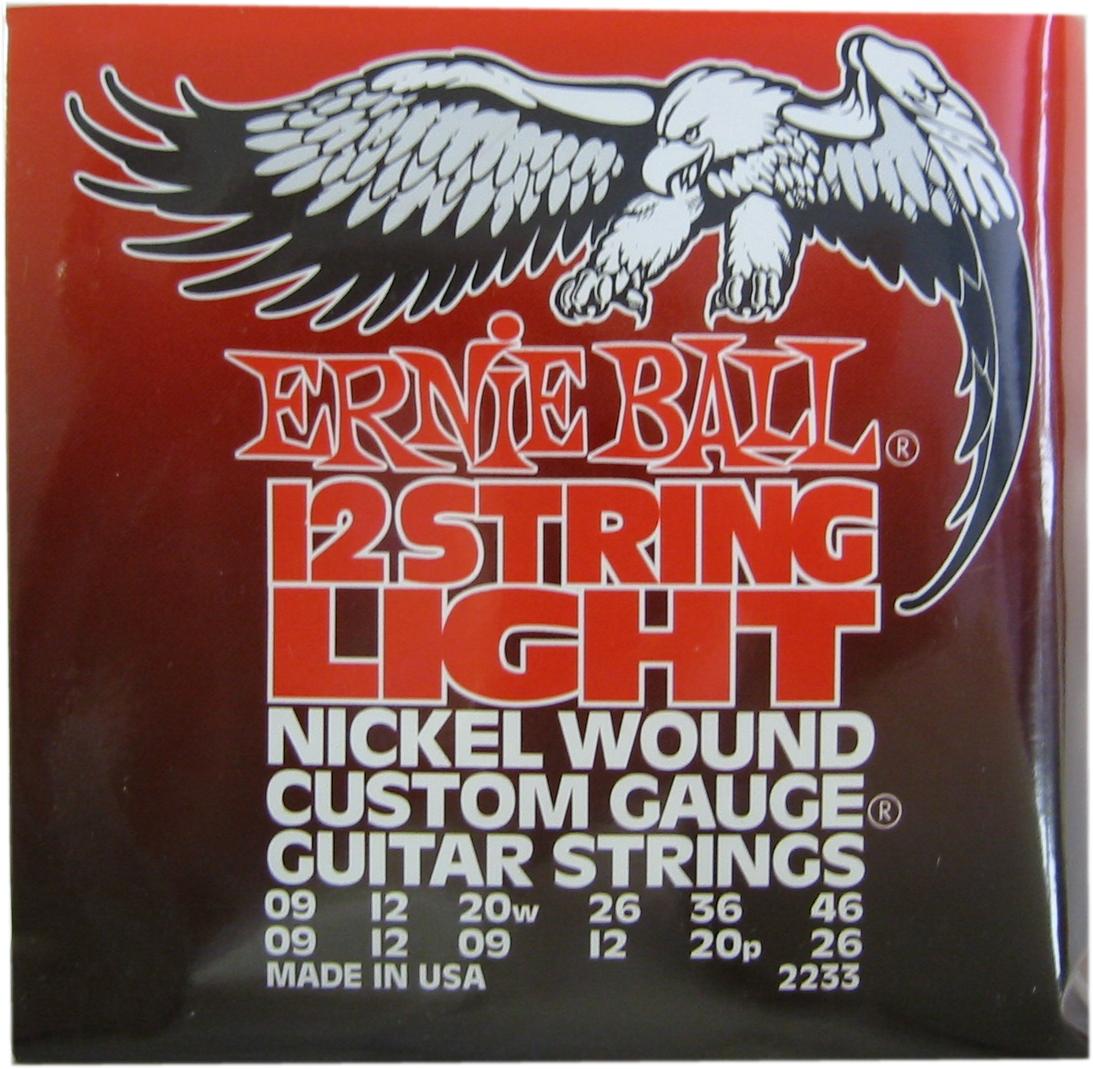 ERNiE BALL ®
12 STRING
LIGHT
NICKEL WOUND
CUSTOM GAUGE ®
GUITAR STRINGS
09 12 20w 26 36 46
09 12 09 12 20p 26
MADE IN USA 2233